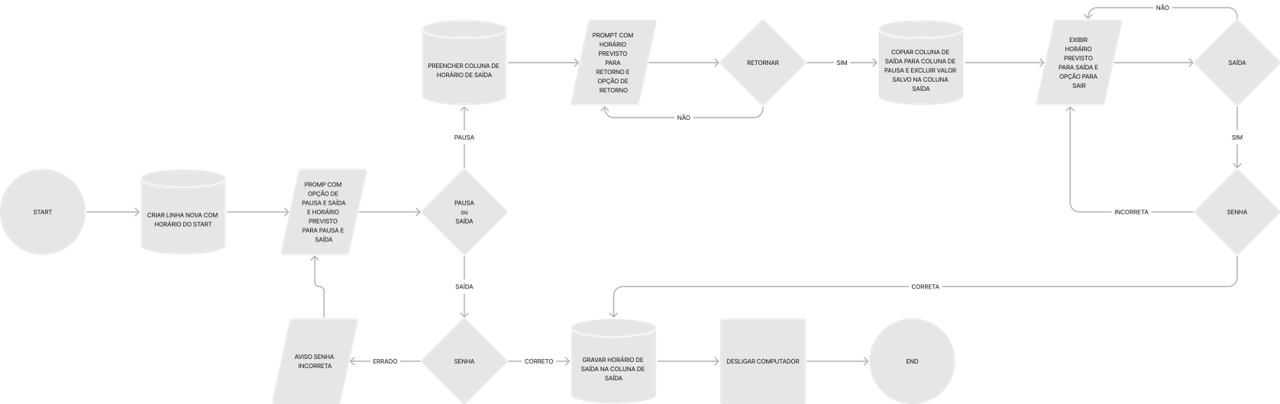 NÃO
PREENCHER COLUNA DE
HORÁRIO DE SAÍDA
PROMPT COM
HORÁRIO
PREVISTO
PARA
RETORNO E
OPÇÃO DE
RETORNO
RETORNAR
SIM
COPIAR COLUNA DE
SAÍDA PARA COLUNA DE
PAUSA E EXCLUIR VALOR
SALVO NA COLUNA
SAÍDA
EXIBIR
HORÁRIO
PREVISTO
PARA SAÍDA E
OPÇÃO PARA
SAIR
SAÍDA
NÃO
PAUSA
SIM
START
CRIAR LINHA NOVA COM
HORÁRIO DO START
PROMP COM
OPÇÃO DE
PAUSA E SAÍDA
E HORÁRIO
PREVISTO
PARA PAUSA E
SAÍDA
PAUSA
ou
SAÍDA
INCORRETA
SENHA
SAÍDA
CORRETA
AVISO SENHA
INCORRETA
ERRADO
SENHA
CORRETO
GRAVAR HORÁRIO DE
SAÍDA NA COLUNA DE
SAÍDA
DESLIGAR COMPUTADOR
END